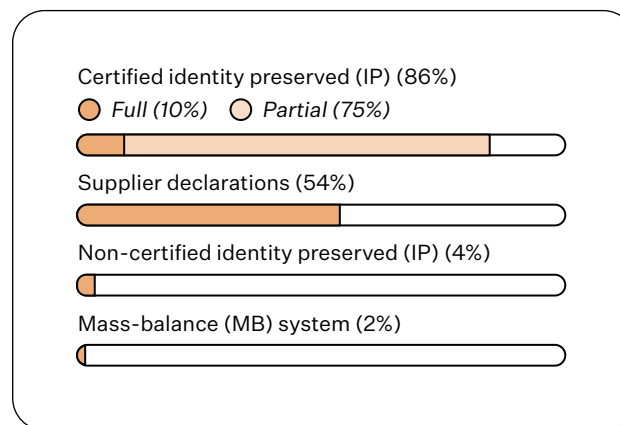 Certified identity preserved (IP) (86%)
Full (10%) Partial (75%)
Supplier declarations (54%)
Non-certified identity preserved (IP) (4%)
Mass-balance (MB) system (2%)